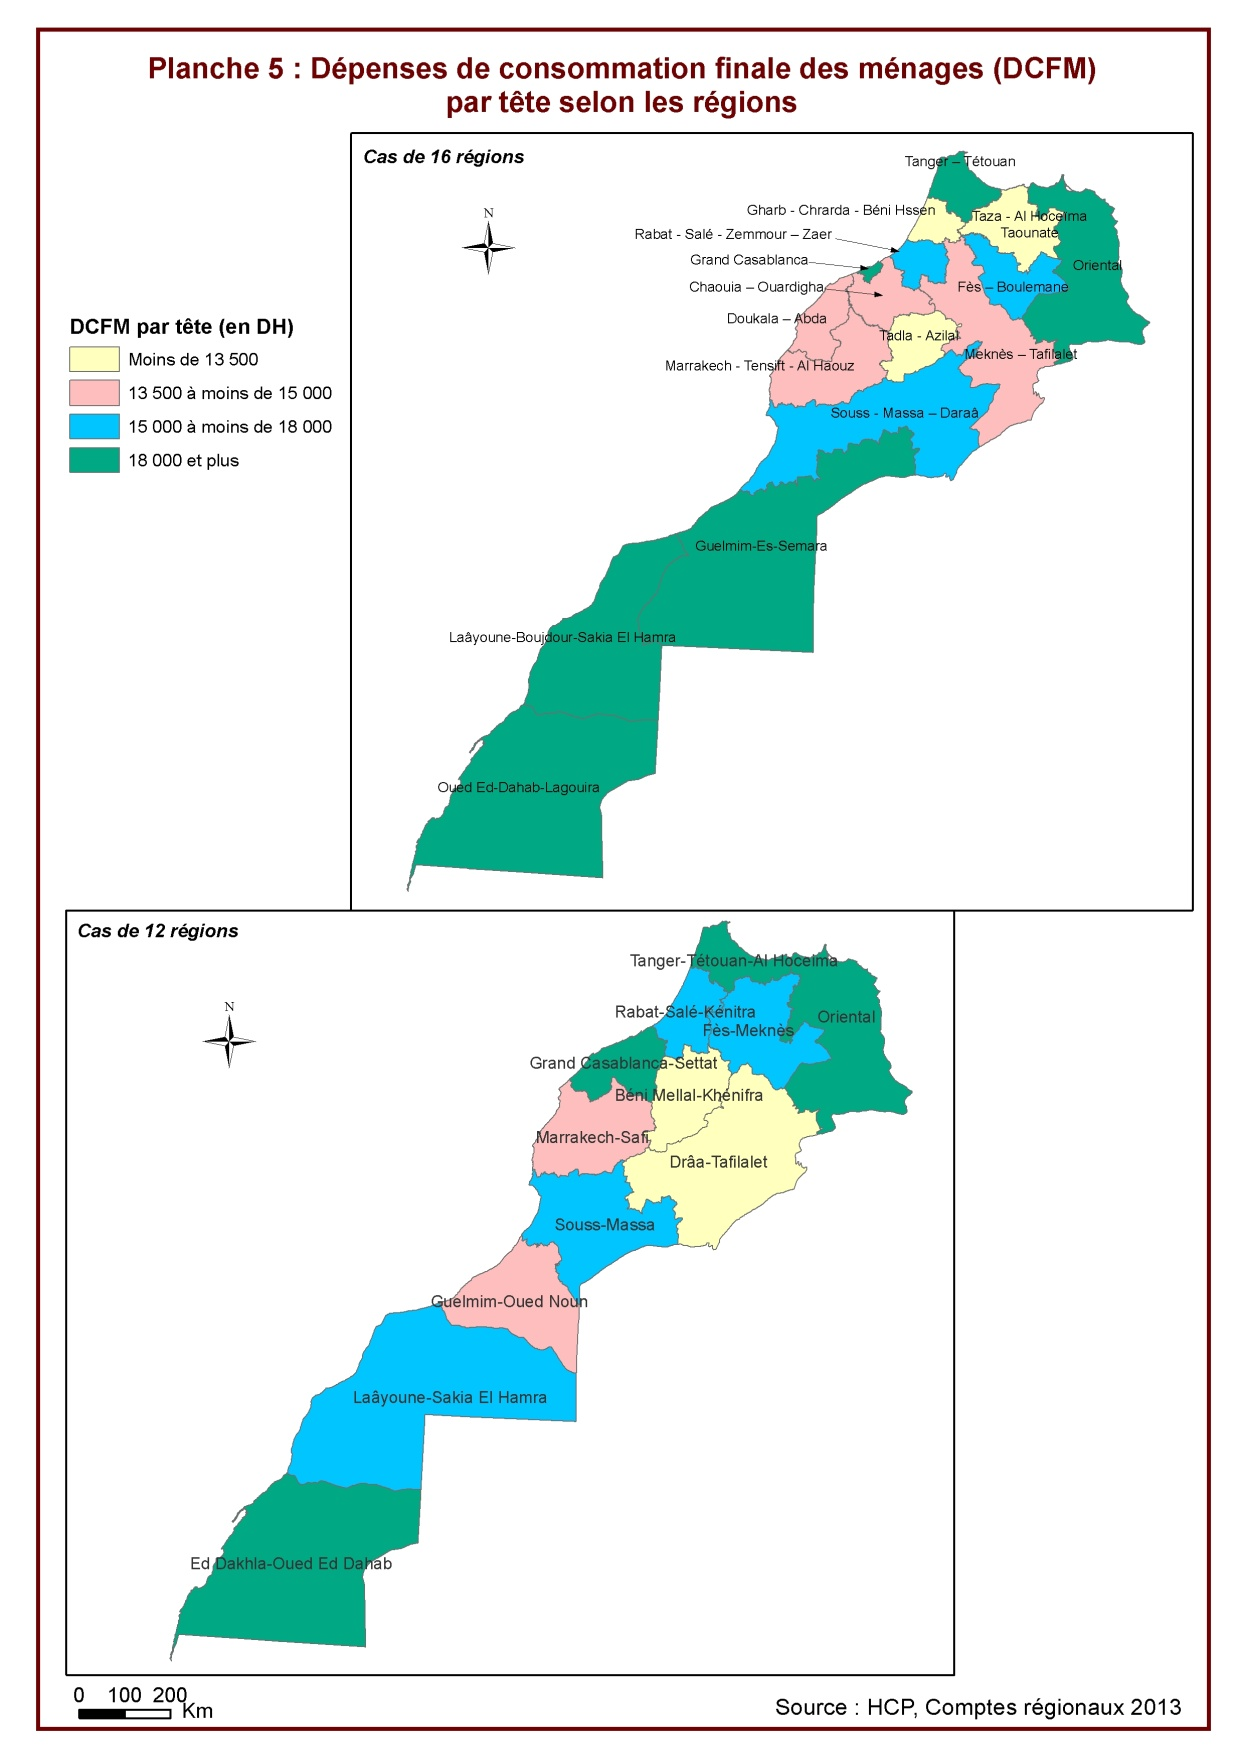 Planche 5 : Dépenses de consommation finale des ménages (DCFM)
par tête selon les régions
Cas de 16 régions
N
Tanger – Tétouan
Gharb - Chrarda - Béni Hssen
Taza - Al Hoceïma
Taounate
Rabat - Salé - Zemmour – Zaer
Grand Casablanca
Oriental
Chaouia – Ouardigha
Fès – Boulemane
Doukala – Abda
Tadla - Azilal
Meknès – Tafilalet
Marrakech - Tensift - Al Haouz
Souss - Massa – Daraâ
Guelmim-Es-Semara
Laâyoune-Boujdour-Sakia El Hamra
Oued Ed-Dahab-Lagouira
DCFM par tête (en DH)
Moins de 13 500
13 500 à moins de 15 000
15 000 à moins de 18 000
18 000 et plus
Cas de 12 régions
N
Tanger-Tétouan-Al Hoceïma
Rabat-Salé-Kénitra
Oriental
Fès-Meknès
Grand Casablanca-Settat
Béni Mellal-Khénifra
Marrakech-Safi
Drâa-Tafilalet
Souss-Massa
Guelmim-Oued Noun
Laâyoune-Sakia El Hamra
Ed Dakhla-Oued Ed Dahab
0 100 200
Km
Source : HCP, Comptes régionaux 2013